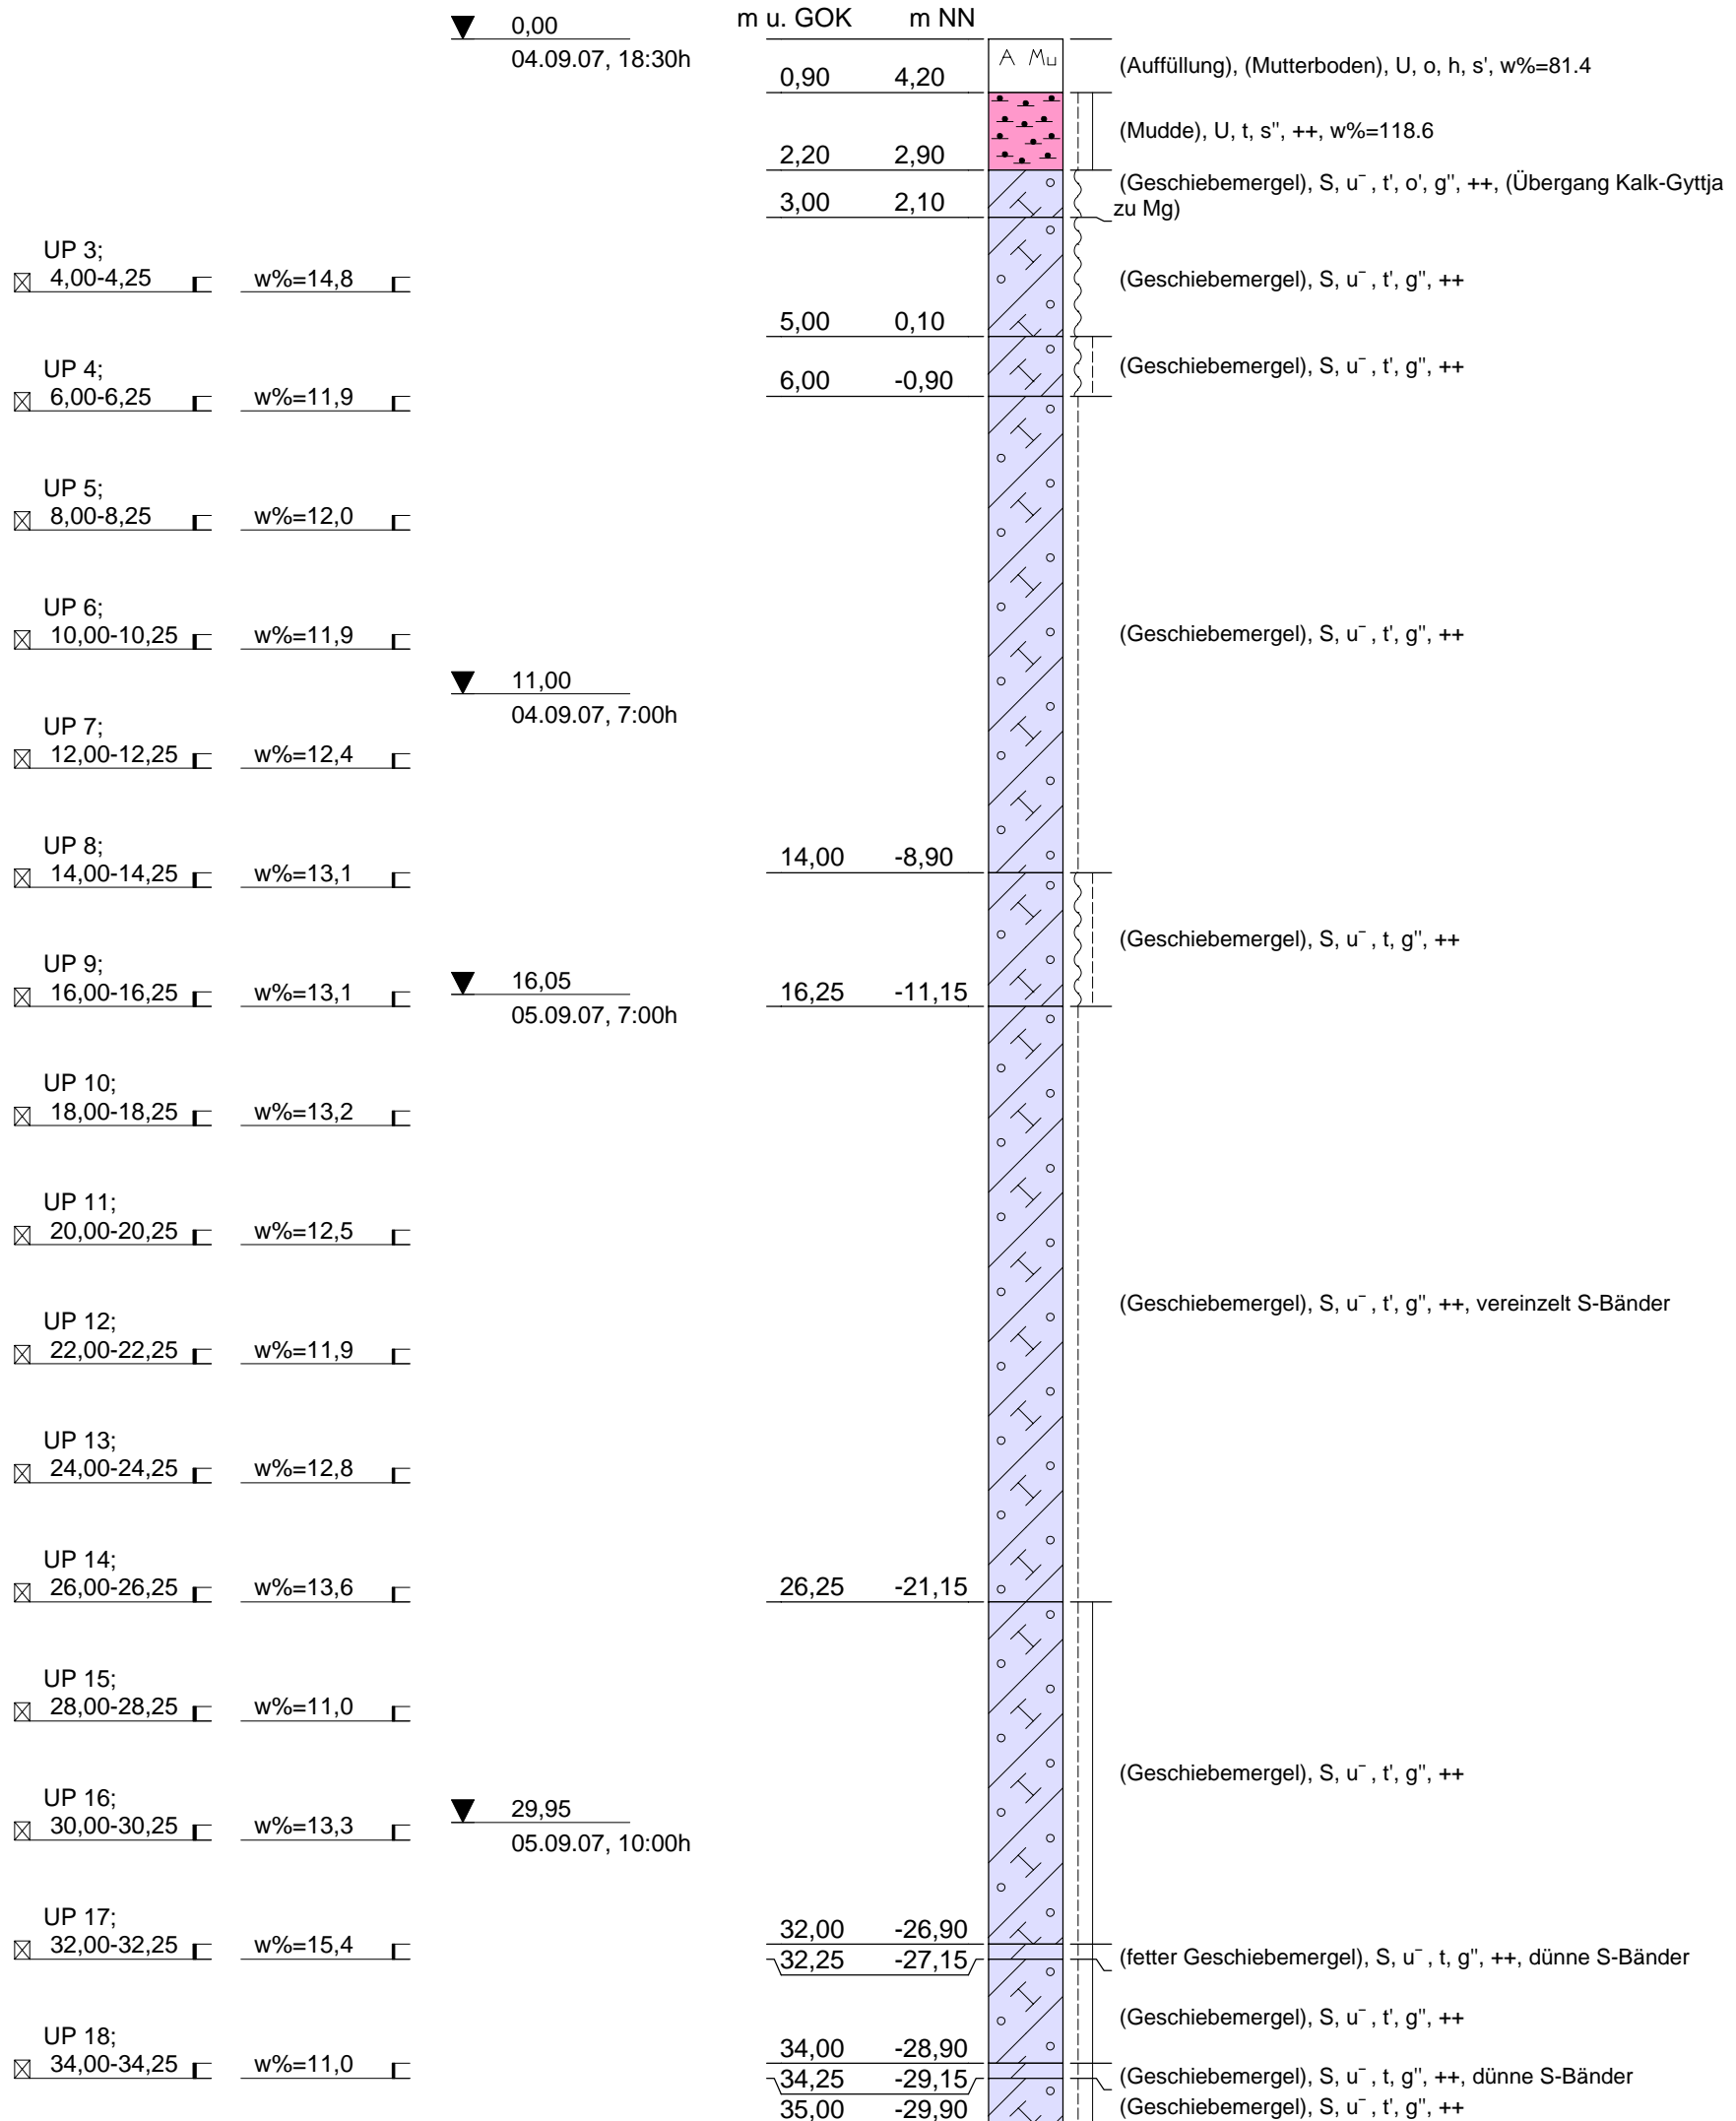 m u. GOK m NN
0,00
04.09.07, 18:30h
A Mu
(Auffüllung), (Mutterboden), U, o, h, s', w%=81.4
0,90 4,20
(Mudde), U, t, s'', ++, w%=118.6
2,20 2,90
(Geschiebemergel), S, u¯, t', o', g'', ++, (Übergang Kalk-Gyttja
zu Mg)
3,00 2,10
UP 3;
4,00-4,25 w%=14,8
(Geschiebemergel), S, u¯, t', g'', ++
5,00 0,10
(Geschiebemergel), S, u¯, t', g'', ++
UP 4;
6,00-6,25 w%=11,9
6,00 -0,90
UP 5;
8,00-8,25 w%=12,0
UP 6;
10,00-10,25 w%=11,9
(Geschiebemergel), S, u¯, t', g'', ++
11,00
04.09.07, 7:00h
UP 7;
12,00-12,25 w%=12,4
UP 8;
14,00-14,25 w%=13,1
14,00 -8,90
(Geschiebemergel), S, u¯, t, g'', ++
UP 9;
16,00-16,25 w%=13,1
16,05
05.09.07, 7:00h
16,25 -11,15
UP 10;
18,00-18,25 w%=13,2
UP 11;
20,00-20,25 w%=12,5
(Geschiebemergel), S, u¯, t', g'', ++, vereinzelt S-Bänder
UP 12;
22,00-22,25 w%=11,9
UP 13;
24,00-24,25 w%=12,8
UP 14;
26,00-26,25 w%=13,6
26,25 -21,15
UP 15;
28,00-28,25 w%=11,0
(Geschiebemergel), S, u¯, t', g'', ++
UP 16;
30,00-30,25 w%=13,3
29,95
05.09.07, 10:00h
UP 17;
32,00-32,25 w%=15,4
32,00 -26,90
32,25 -27,15
(fetter Geschiebemergel), S, u¯, t, g'', ++, dünne S-Bänder
(Geschiebemergel), S, u¯, t', g'', ++
UP 18;
34,00-34,25 w%=11,0
34,00 -28,90
34,25 -29,15
(Geschiebemergel), S, u¯, t, g'', ++, dünne S-Bänder
35,00 -29,90
(Geschiebemergel), S, u¯, t', g'', ++